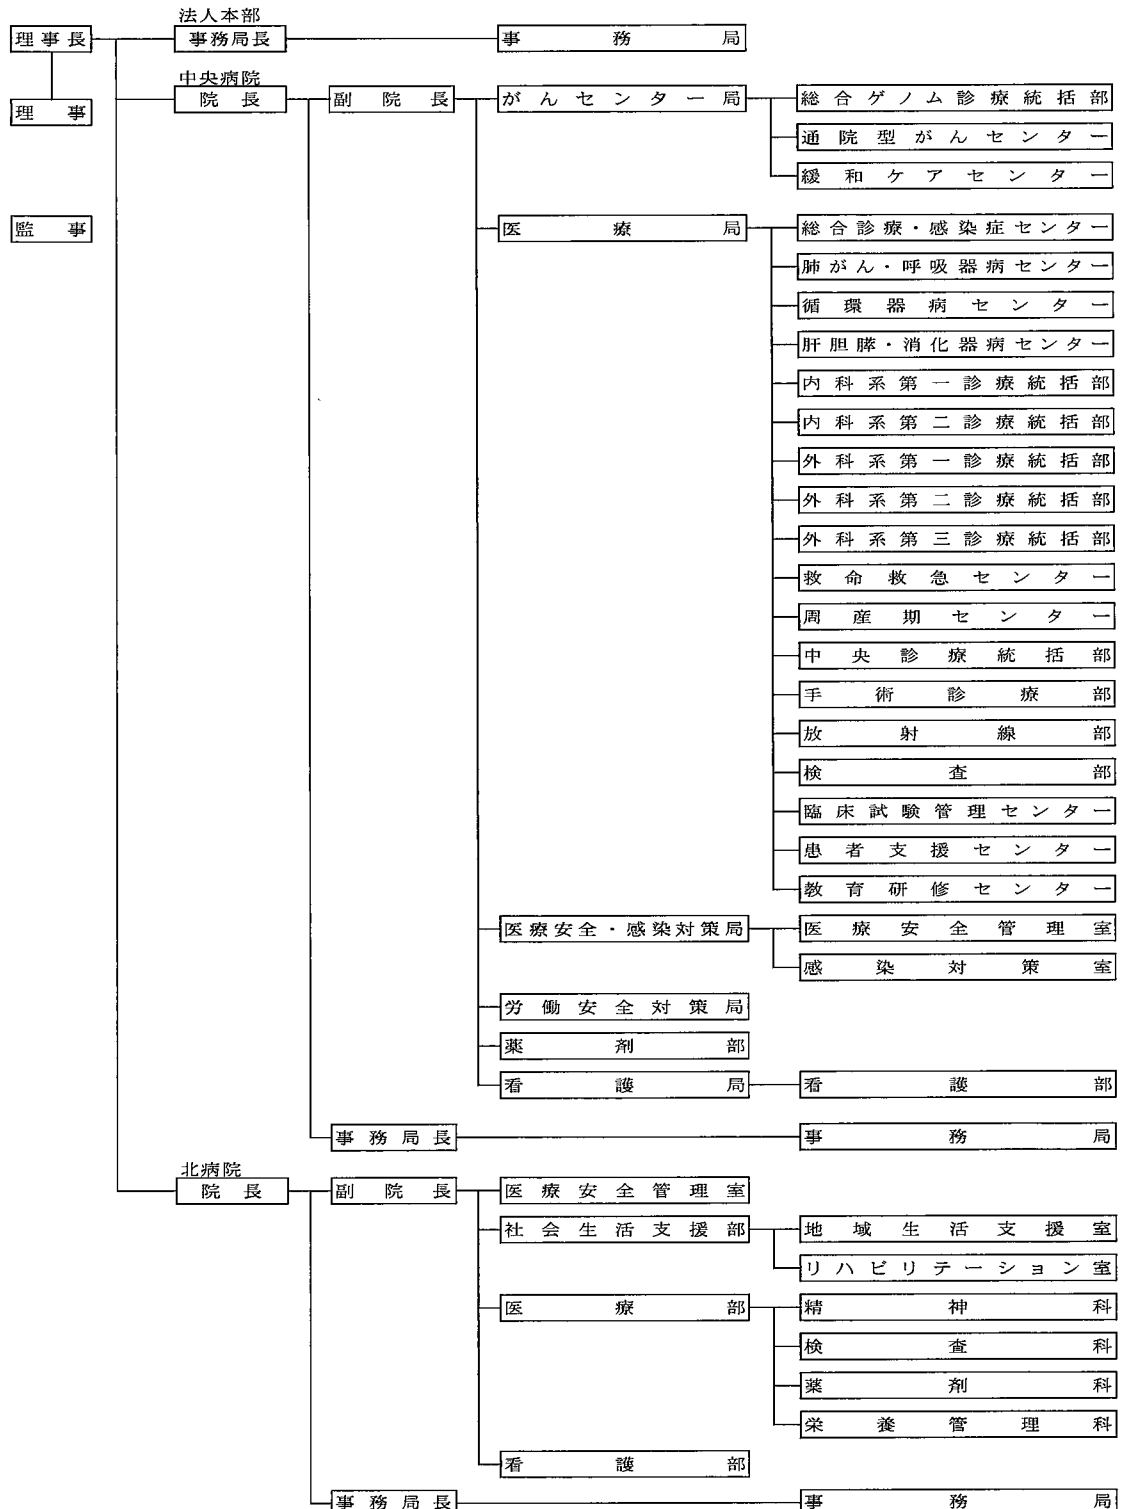 法人本部
理事長 事務局長 事務局
中央病院
院長 副院長 がんセンター局 総合ゲノム診療統括部
理事
通院型がんセンター
緩和ケアセンター
監事 医療局 総合診療・感染症センター
肺がん・呼吸器病センター
循環器病センター
肝胆膵・消化器病センター
内科系第一診療統括部
内科系第二診療統括部
外科系第一診療統括部
外科系第二診療統括部
外科系第三診療統括部
救命救急センター
周産期センター
中央診療統括部
手術診療部
放射線部
検査部
臨床試験管理センター
患者支援センター
教育研修センター
医療安全・感染対策局 医療安全管理室
感染対策室
労働安全対策局
薬剤部
看護局 看護部
事務局長 事務局
北病院
院長 副院長 医療安全管理室
社会生活支援部 地域生活支援室
リハビリテーション室
医療部 精神科
検査科
薬剤科
栄養管理科
看護部
事務局長 事務局